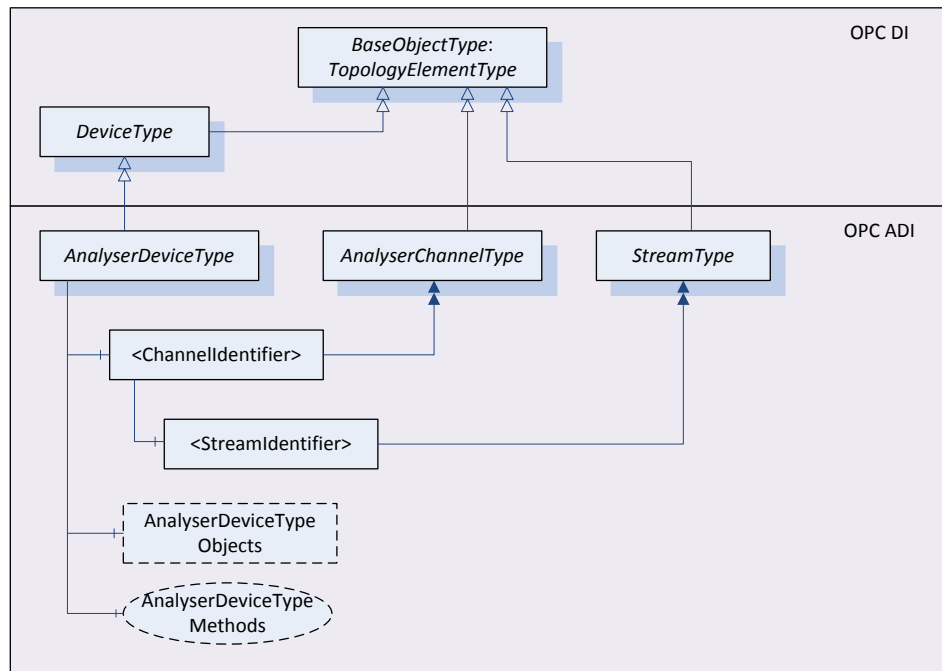 OPC DI
BaseObjectType:
TopologyElementType
DeviceType
OPC ADI
AnalyserDeviceType
AnalyserChannelType
StreamType
<ChannelIdentifier>
<StreamIdentifier>
AnalyserDeviceType
Objects
AnalyserDeviceType
Methods